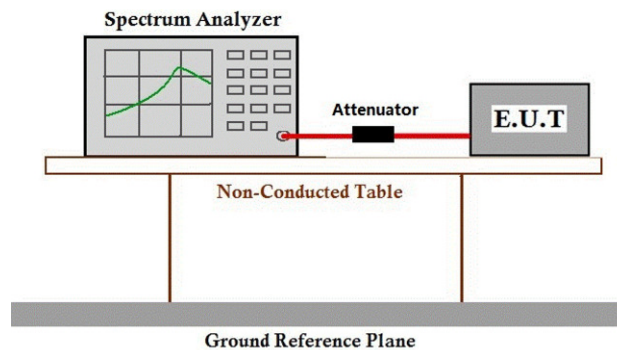 Spectrum Analyzer
Attenuator
E.U.T
Non-Conducted Table
Ground Reference Plane